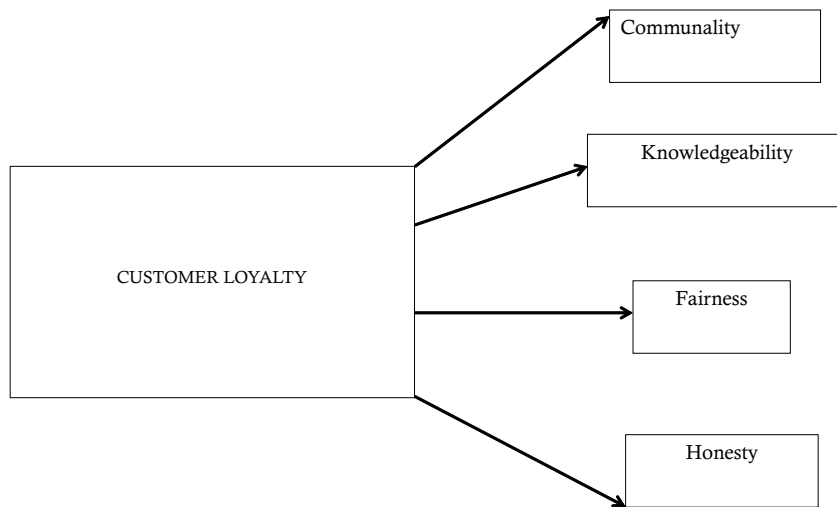 Communality
Knowledgeability
CUSTOMER LOYALTY
Fairness
Honesty